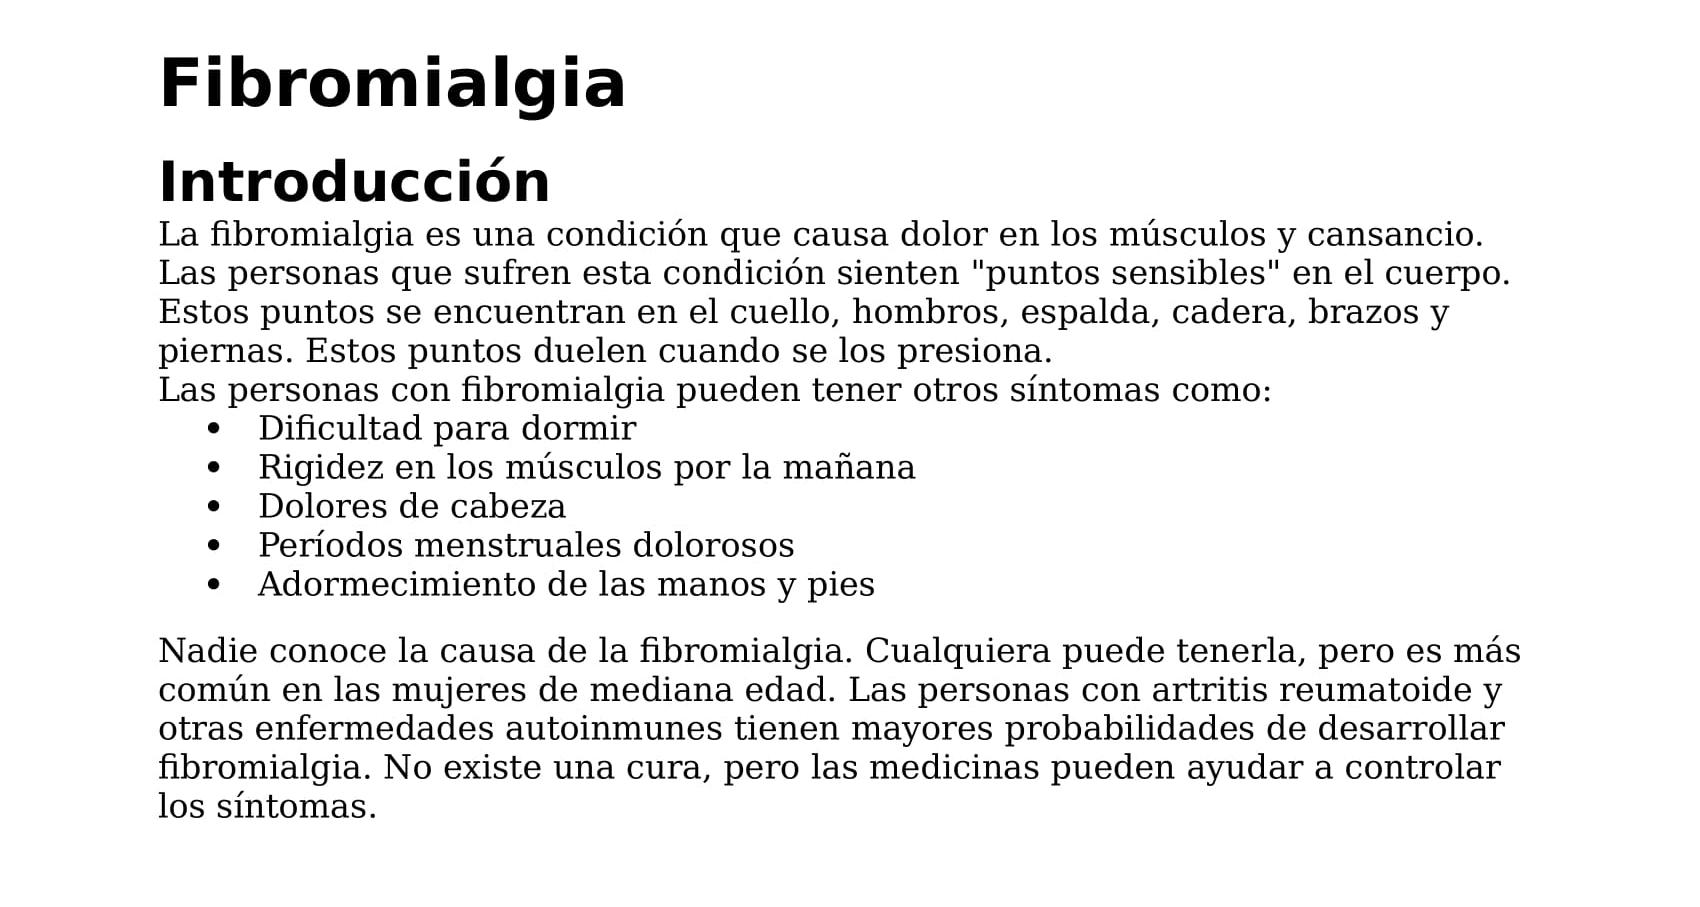 Fibromialgia
Introducción
La fibromialgia es una condición que causa dolor en los músculos y cansancio.
Las personas que sufren esta condición sienten "puntos sensibles" en el cuerpo.
Estos puntos se encuentran en el cuello, hombros, espalda, cadera, brazos y
piernas. Estos puntos duelen cuando se los presiona.
Las personas con fibromialgia pueden tener otros síntomas como:
• Dificultad para dormir
• Rigidez en los músculos por la mañana
• Dolores de cabeza
• Períodos menstruales dolorosos
• Adormecimiento de las manos y pies
Nadie conoce la causa de la fibromialgia. Cualquiera puede tenerla, pero es más
común en las mujeres de mediana edad. Las personas con artritis reumatoide y
otras enfermedades autoinmunes tienen mayores probabilidades de desarrollar
fibromialgia. No existe una cura, pero las medicinas pueden ayudar a controlar
los síntomas.